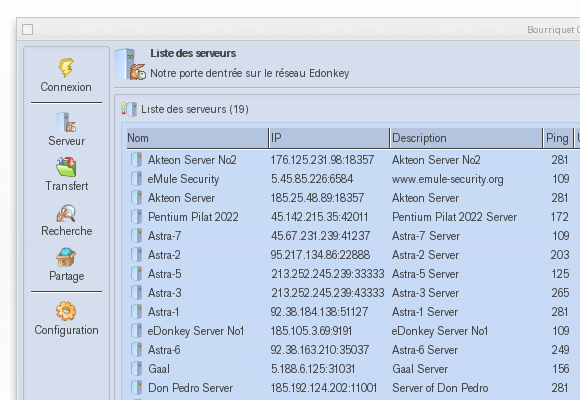 Bourriquet
Connexion
Serveur
Transfert
Recherche
Partage
Configuration
Liste des serveurs
Notre porte dentrée sur le réseau Edonkey
Liste des serveurs (19)
Nom IP Description Ping
Akteon Server No2 176.125.231.98:18357 Akteon Server No2 281
eMule Security 5.45.85.226:6584 www.emule-security.org 109
Akteon Server 185.25.48.89:18357 Akteon Server 281
Pentium Pilat 2022 45.142.215.35:42011 Pentium Pilat 2022 Server 172
Astra-7 45.67.231.239:41237 Astra-7 Server 109
Astra-2 95.217.134.86:22888 Astra-2 Server 203
Astra-5 213.252.245.239:33333 Astra-5 Server 125
Astra-3 213.252.245.239:43333 Astra-3 Server 265
Astra-1 92.38.184.138:51127 Astra-1 Server 281
eDonkey Server No1 185.105.3.69:9191 eDonkey Server No1 109
Astra-6 92.38.163.210:35037 Astra-6 Server 249
Gaal 5.188.6.125:31031 Gaal Server 156
Don Pedro Server 185.192.124.202:11001 Server of Don Pedro 281